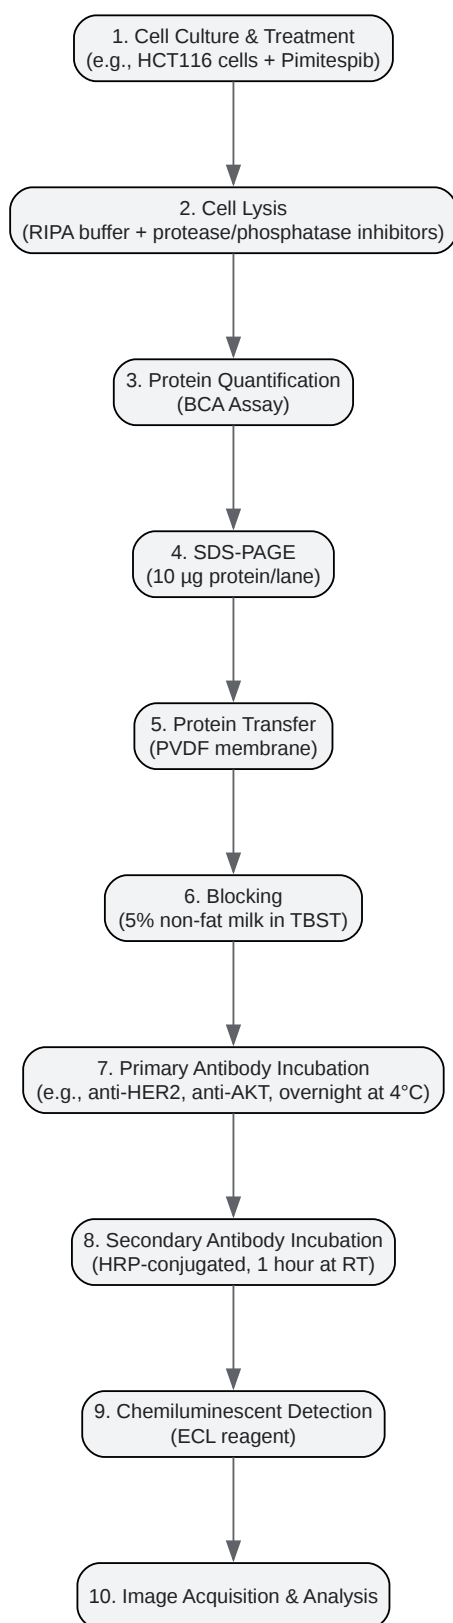 1. Cell Culture & Treatment
(e.g., HCT116 cells + Pimitespib)
2. Cell Lysis
(RIPA buffer + protease/phosphatase inhibitors)
3. Protein Quantification
(BCA Assay)
4. SDS-PAGE
(10 µg protein/lane)
5. Protein Transfer
(PVDF membrane)
6. Blocking
(5% non-fat milk in TBST)
7. Primary Antibody Incubation
(e.g., anti-HER2, anti-AKT, overnight at 4°C)
8. Secondary Antibody Incubation
(HRP-conjugated, 1 hour at RT)
9. Chemiluminescent Detection
(ECL reagent)
10. Image Acquisition & Analysis